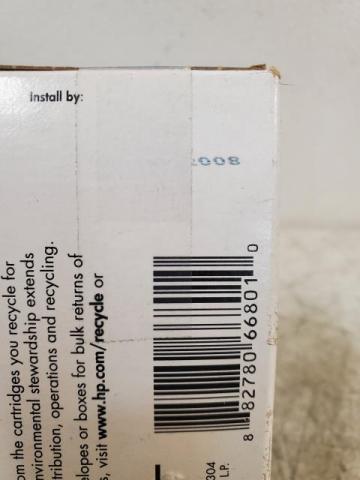 Install by:
2008
om the cartridges you recycle for
nvironmental stewardship extends
tribution, operations and recycling.
elopes or boxes for bulk returns of
s, visit www.hp.com/recycle or
8 82780 66801 0
304
L.P.